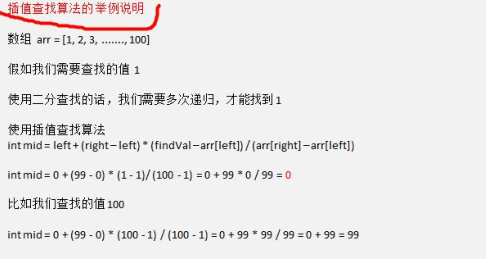 插值查找算法的举例说明
数组 arr = [1, 2, 3, ......., 100]
假如我们需要查找的值 1
使用二分查找的话，我们需要多次递归，才能找到 1
使用插值查找算法
int mid = left + (right – left) * (findVal – arr[left]) / (arr[right] – arr[left])
int mid = 0 + (99 - 0) * (1 - 1)/ (100 - 1) = 0 + 99 * 0 / 99 = 0
比如我们查找的值 100
int mid = 0 + (99 - 0) * (100 - 1) / (100 - 1) = 0 + 99 * 99 / 99 = 0 + 99 = 99